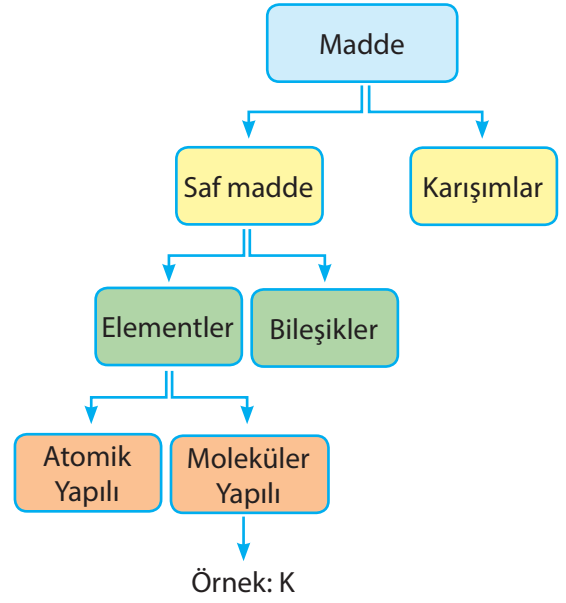 Madde
Saf madde
Karışımlar
Elementler
Bileşikler
Atomik
Yapılı
Moleküler
Yapılı
Örnek: K